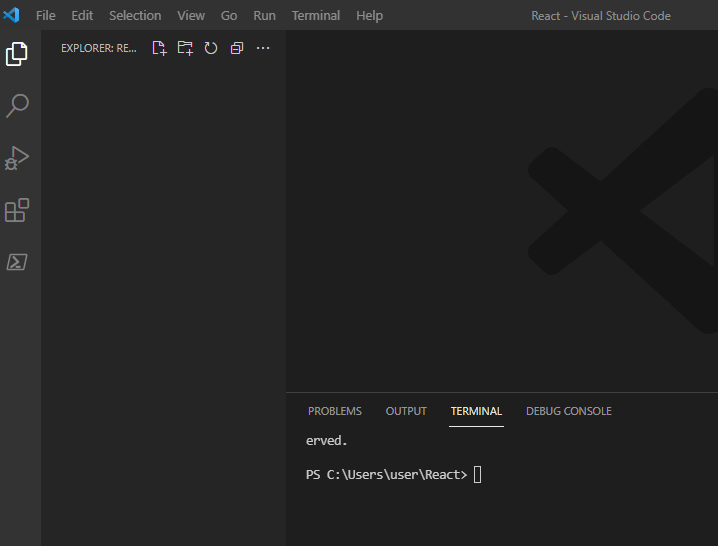 File Edit Selection View Go Run Terminal Help React - Visual Studio Code
EXPLORER: RE...
PROBLEMS OUTPUT TERMINAL DEBUG CONSOLE
erved.
PS C:\Users\user\React>